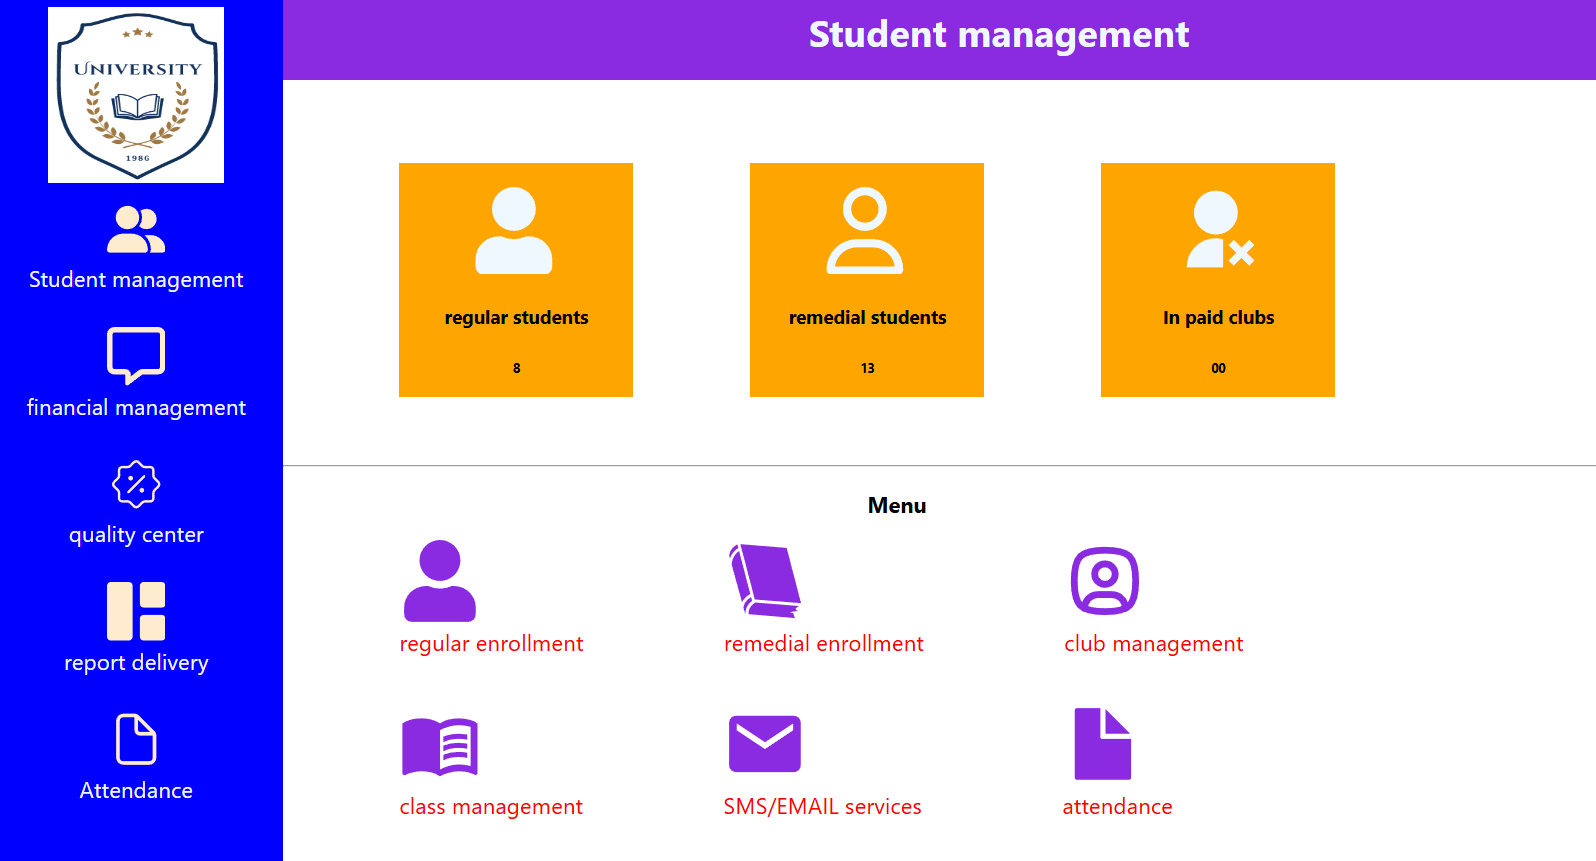 UNIVERSITY
1986
Student management
financial management
quality center
report delivery
Attendance
Student management
regular students
8
remedial students
13
In paid clubs
00
Menu
regular enrollment
remedial enrollment
club management
class management
SMS/EMAIL services
attendance